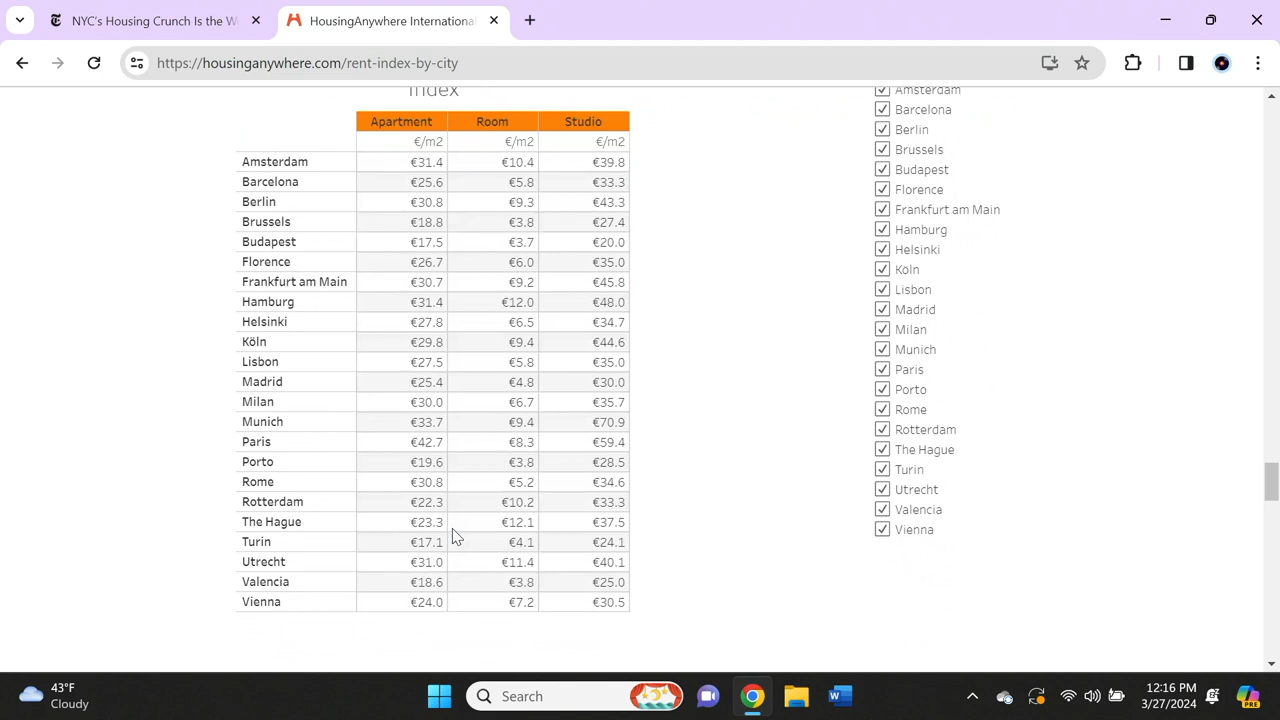 NYC's Housing Crunch Is the W
HousingAnywhere International
https://housinganywhere.com/rent-index-by-city
Index
Apartment Room Studio
€/m2 €/m2 €/m2
Amsterdam €31.4 €10.4 €39.8
Barcelona €25.6 €5.8 €33.3
Berlin €30.8 €9.3 €43.3
Brussels €18.8 €3.8 €27.4
Budapest €17.5 €3.7 €20.0
Florence €26.7 €6.0 €35.0
Frankfurt am Main €30.7 €9.2 €45.8
Hamburg €31.4 €12.0 €48.0
Helsinki €27.8 €6.5 €34.7
Köln €29.8 €9.4 €44.6
Lisbon €27.5 €5.8 €35.0
Madrid €25.4 €4.8 €30.0
Milan €30.0 €6.7 €35.7
Munich €33.7 €9.4 €70.9
Paris €42.7 €8.3 €59.4
Porto €19.6 €3.8 €28.5
Rome €30.8 €5.2 €34.6
Rotterdam €22.3 €10.2 €33.3
The Hague €23.3 €12.1 €37.5
Turin €17.1 €4.1 €24.1
Utrecht €31.0 €11.4 €40.1
Valencia €18.6 €3.8 €25.0
Vienna €24.0 €7.2 €30.5
Amsterdam
Barcelona
Berlin
Brussels
Budapest
Florence
Frankfurt am Main
Hamburg
Helsinki
Köln
Lisbon
Madrid
Milan
Munich
Paris
Porto
Rome
Rotterdam
The Hague
Turin
Utrecht
Valencia
Vienna
43°F
Cloudy
Search
12:16 PM
3/27/2024
PRE